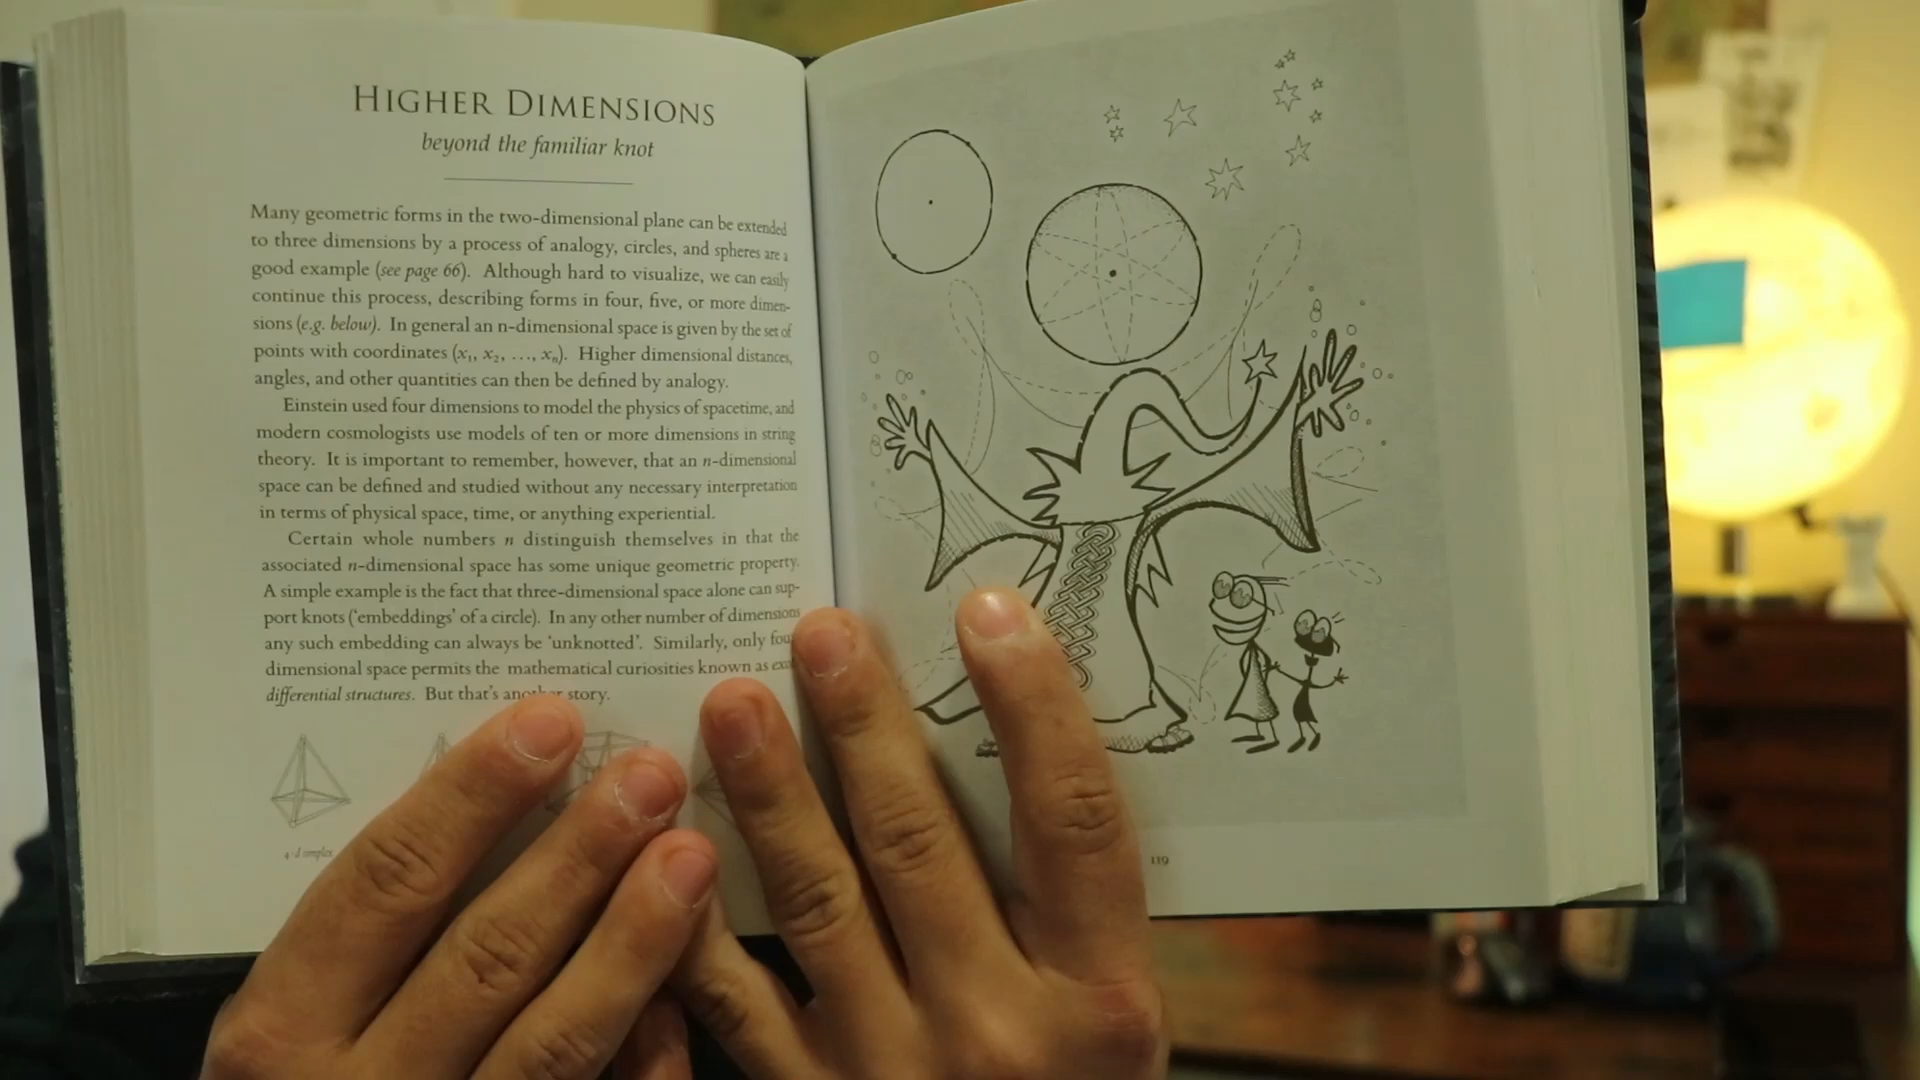 HIGHER DIMENSIONS
beyond the familiar knot
Many geometric forms in the two-dimensional plane can be extended
to three dimensions by a process of analogy, circles, and spheres are a
good example (see page 66). Although hard to visualize, we can easily
continue this process, describing forms in four, five, or more dimen-
sions (e.g. below). In general an n-dimensional space is given by the set of
points with coordinates (x₁, x₂, …, xₙ). Higher dimensional distances,
angles, and other quantities can then be defined by analogy.
Einstein used four dimensions to model the physics of spacetime, and
modern cosmologists use models of ten or more dimensions in string
theory. It is important to remember, however, that an n-dimensional
space can be defined and studied without any necessary interpretation
in terms of physical space, time, or anything experiential.
Certain whole numbers n distinguish themselves in that the
associated n-dimensional space has some unique geometric property.
A simple example is the fact that three-dimensional space alone can sup-
port knots ('embeddings' of a circle). In any other number of dimensions
any such embedding can always be 'unknotted'. Similarly, only four
dimensional space permits the mathematical curiosities known as
differential structures. But that's another story.
119